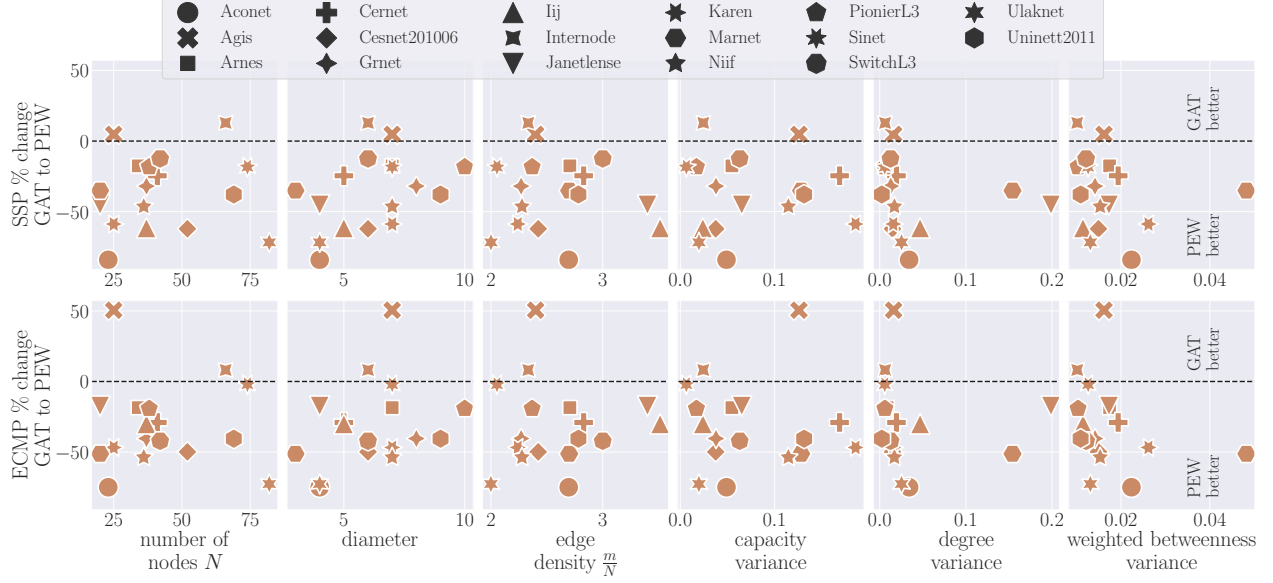 Aconet Cernet Iij Karen PionierL3 Ulaknet
Agis Cesnet201006 Internode Marnet Sinet Uninett2011
Arnes Grnet Janetlense Niif SwitchL3
SSP % change
GAT to PEW
50
0
−50
GAT
better
PEW
better
25 50 75 5 10 2 3 0.0 0.1 0.0 0.1 0.2 0.02 0.04
ECMP % change
GAT to PEW
50
0
−50
GAT
better
PEW
better
25 50 75 5 10 2 3 0.0 0.1 0.0 0.1 0.2 0.02 0.04
number of
nodes N
diameter
edge
density m/N
capacity
variance
degree
variance
weighted betweenness
variance